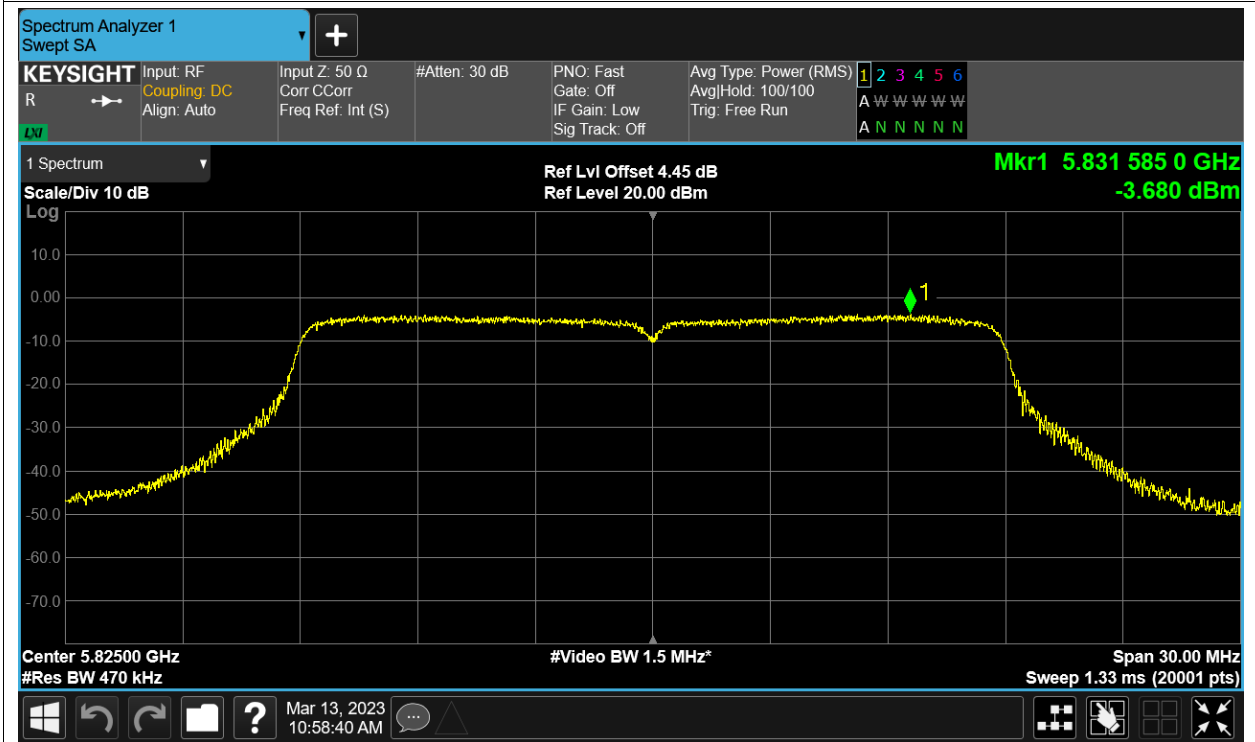 Spectrum Analyzer 1
Swept SA
KEYSIGHT
R
LXI
Input: RF
Coupling: DC
Align: Auto
Input Z: 50 Ω
Corr CCorr
Freq Ref: Int (S)
#Atten: 30 dB
PNO: Fast
Gate: Off
IF Gain: Low
Sig Track: Off
Avg Type: Power (RMS)
Avg|Hold: 100/100
Trig: Free Run
1 2 3 4 5 6
A W W W W W
A N N N N N
1 Spectrum
Scale/Div 10 dB
Log
Ref Lvl Offset 4.45 dB
Ref Level 20.00 dBm
Mkr1 5.831 585 0 GHz
-3.680 dBm
10.0
0.00
1
-10.0
-20.0
-30.0
-40.0
-50.0
-60.0
-70.0
Center 5.82500 GHz
#Res BW 470 kHz
#Video BW 1.5 MHz*
Span 30.00 MHz
Sweep 1.33 ms (20001 pts)
?
Mar 13, 2023
10:58:40 AM